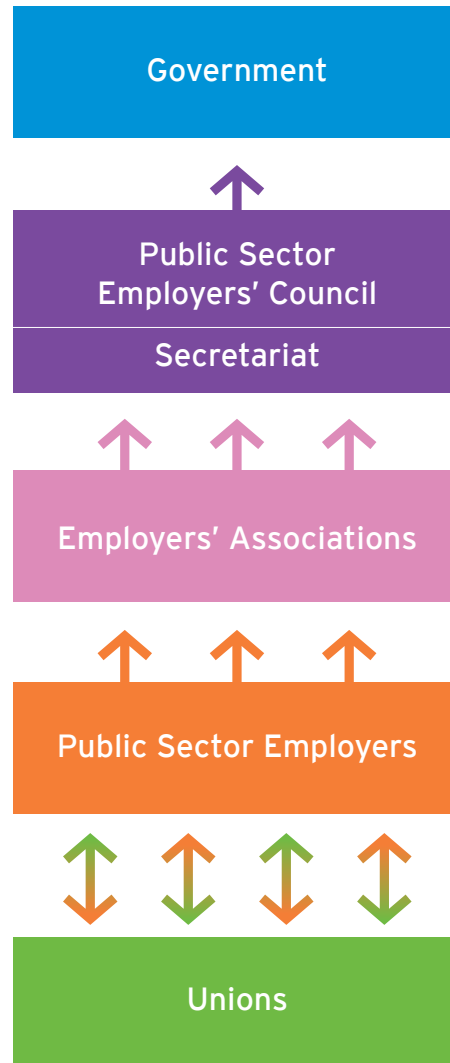 Government
Public Sector
Employers’ Council
Secretariat
Employers’ Associations
Public Sector Employers
Unions